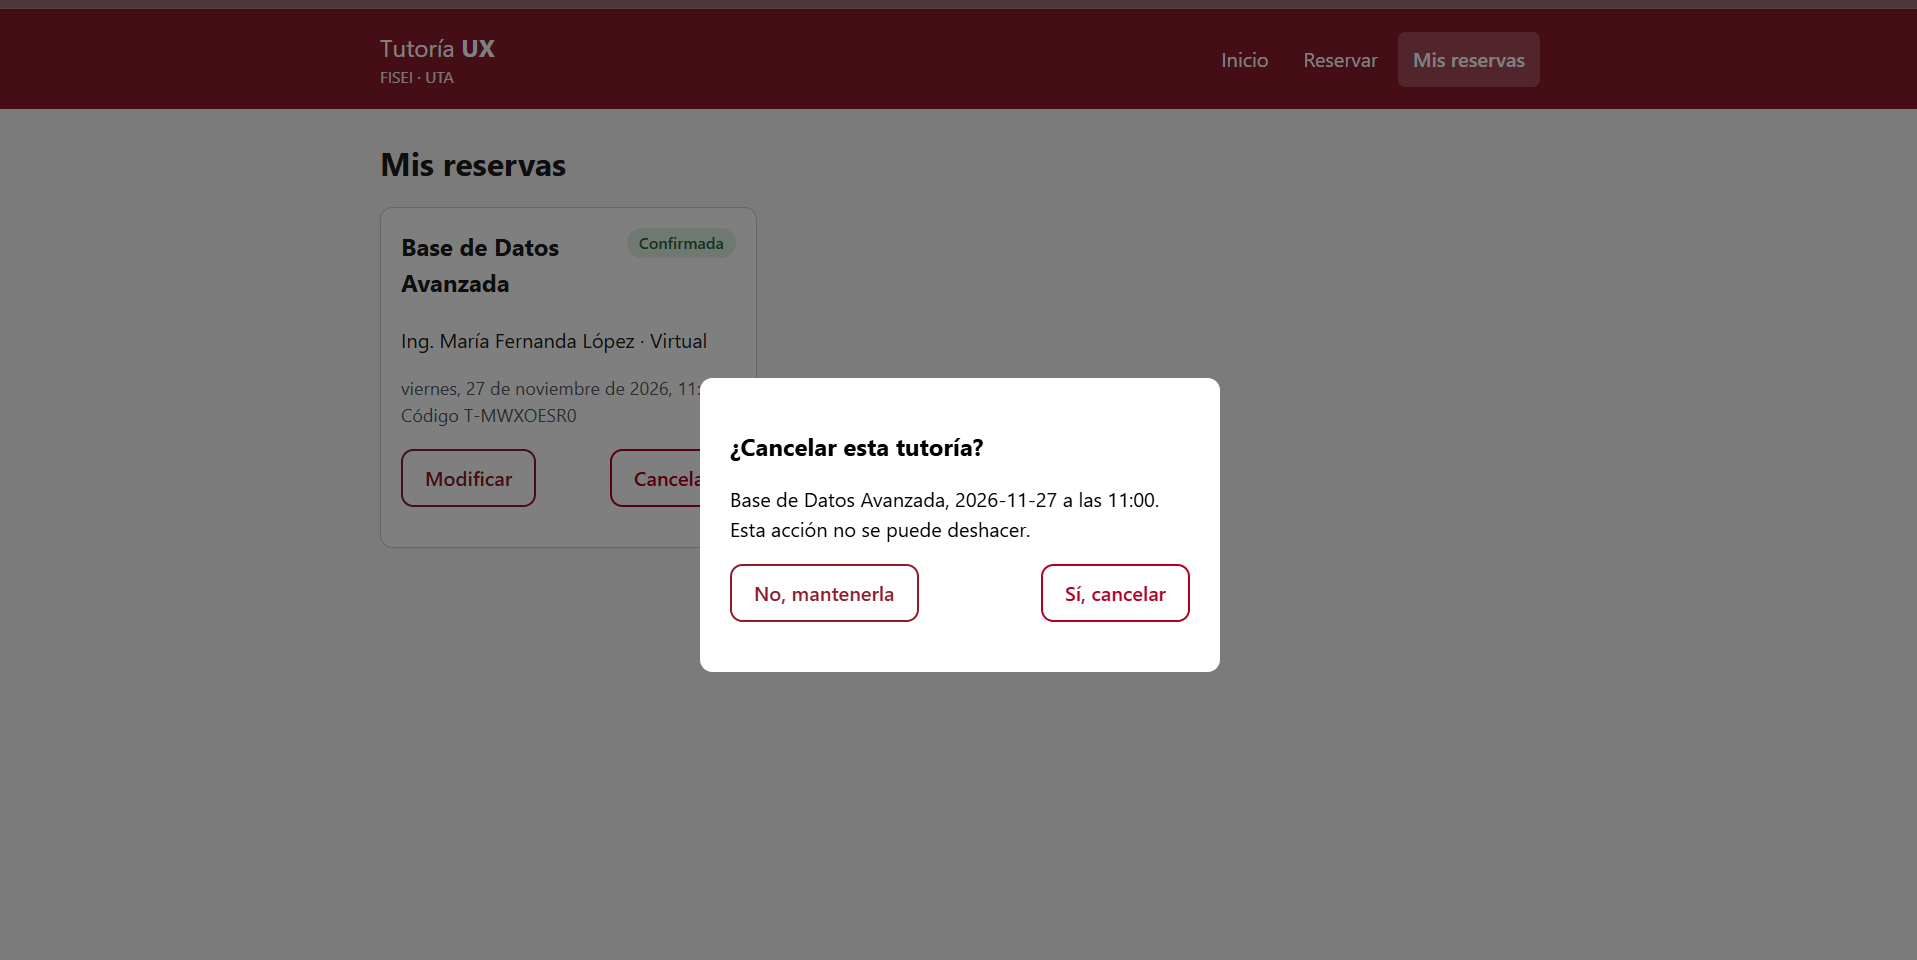 Tutoría UX
FISEI · UTA
Inicio
Reservar
Mis reservas
Mis reservas
Base de Datos
Avanzada
Confirmada
Ing. María Fernanda López · Virtual
viernes, 27 de noviembre de 2026, 11:
Código T-MWXOESR0
Modificar
Cancela
¿Cancelar esta tutoría?
Base de Datos Avanzada, 2026-11-27 a las 11:00.
Esta acción no se puede deshacer.
No, mantenerla
Sí, cancelar